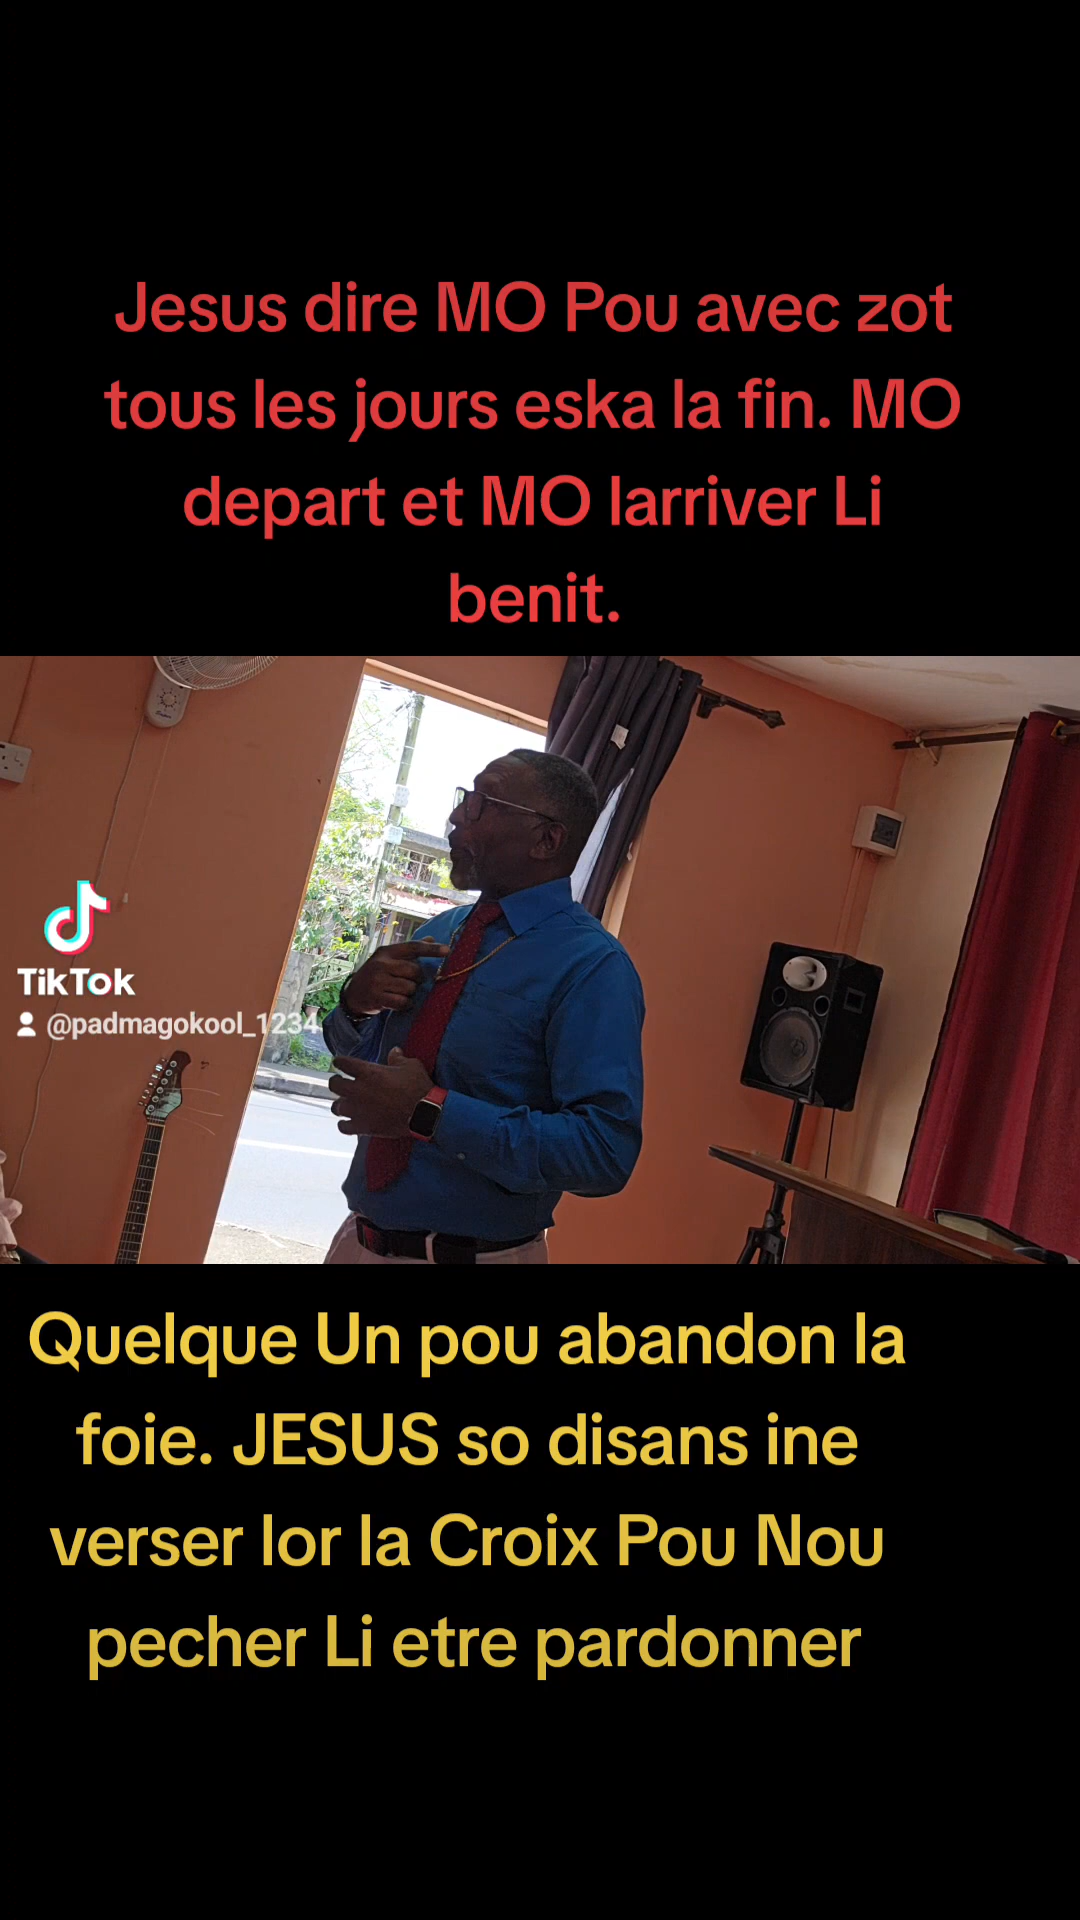 Jesus dire MO Pou avec zot
tous les jours eska la fin. MO
depart et MO larriver Li
benit.
TikTok
@padmagokool_1234
Quelque Un pou abandon la
foie. JESUS so disans ine
verser lor la Croix Pou Nou
pecher Li etre pardonner